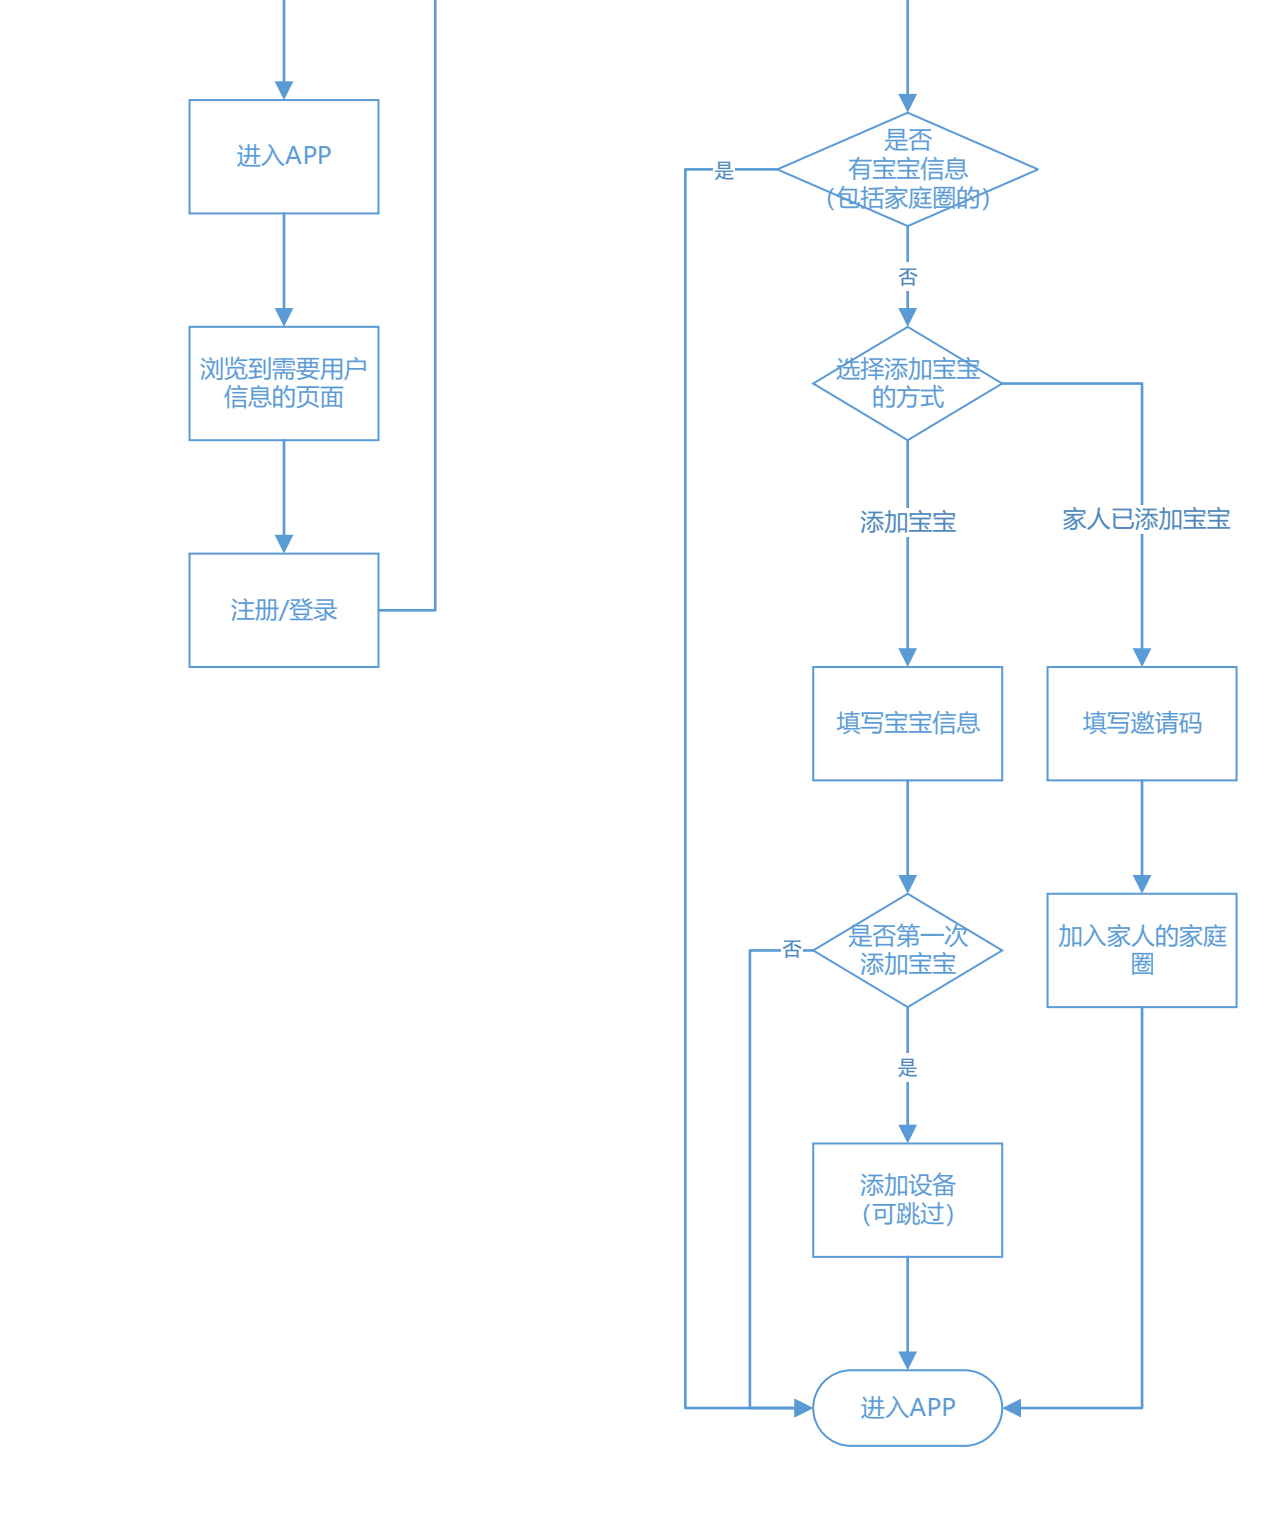 进入APP
浏览到需要用户
信息的页面
注册/登录
是否
有宝宝信息
（包括家庭圈的）
是
否
选择添加宝宝
的方式
添加宝宝
家人已添加宝宝
填写宝宝信息
填写邀请码
是否第一次
添加宝宝
否
加入家人的家庭
圈
是
添加设备
（可跳过）
进入APP